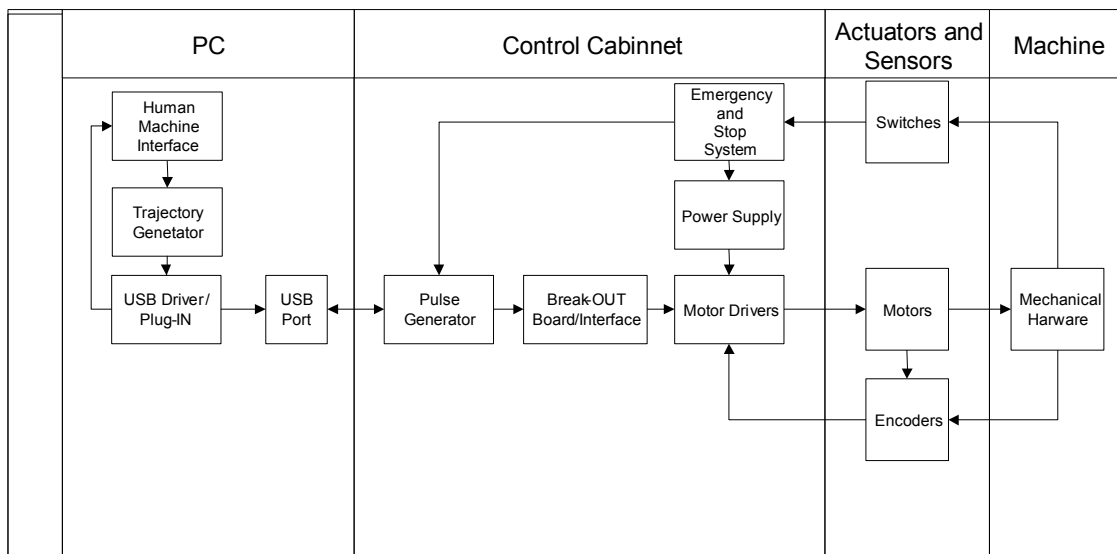 PC
Control Cabinnet
Actuators and
Sensors
Machine
Human
Machine
Interface
Emergency
and
Stop
System
Switches
Trajectory
Genetator
Power Supply
USB Driver/
Plug-IN
USB
Port
Pulse
Generator
Break-OUT
Board/Interface
Motor Drivers
Motors
Mechanical
Harware
Encoders